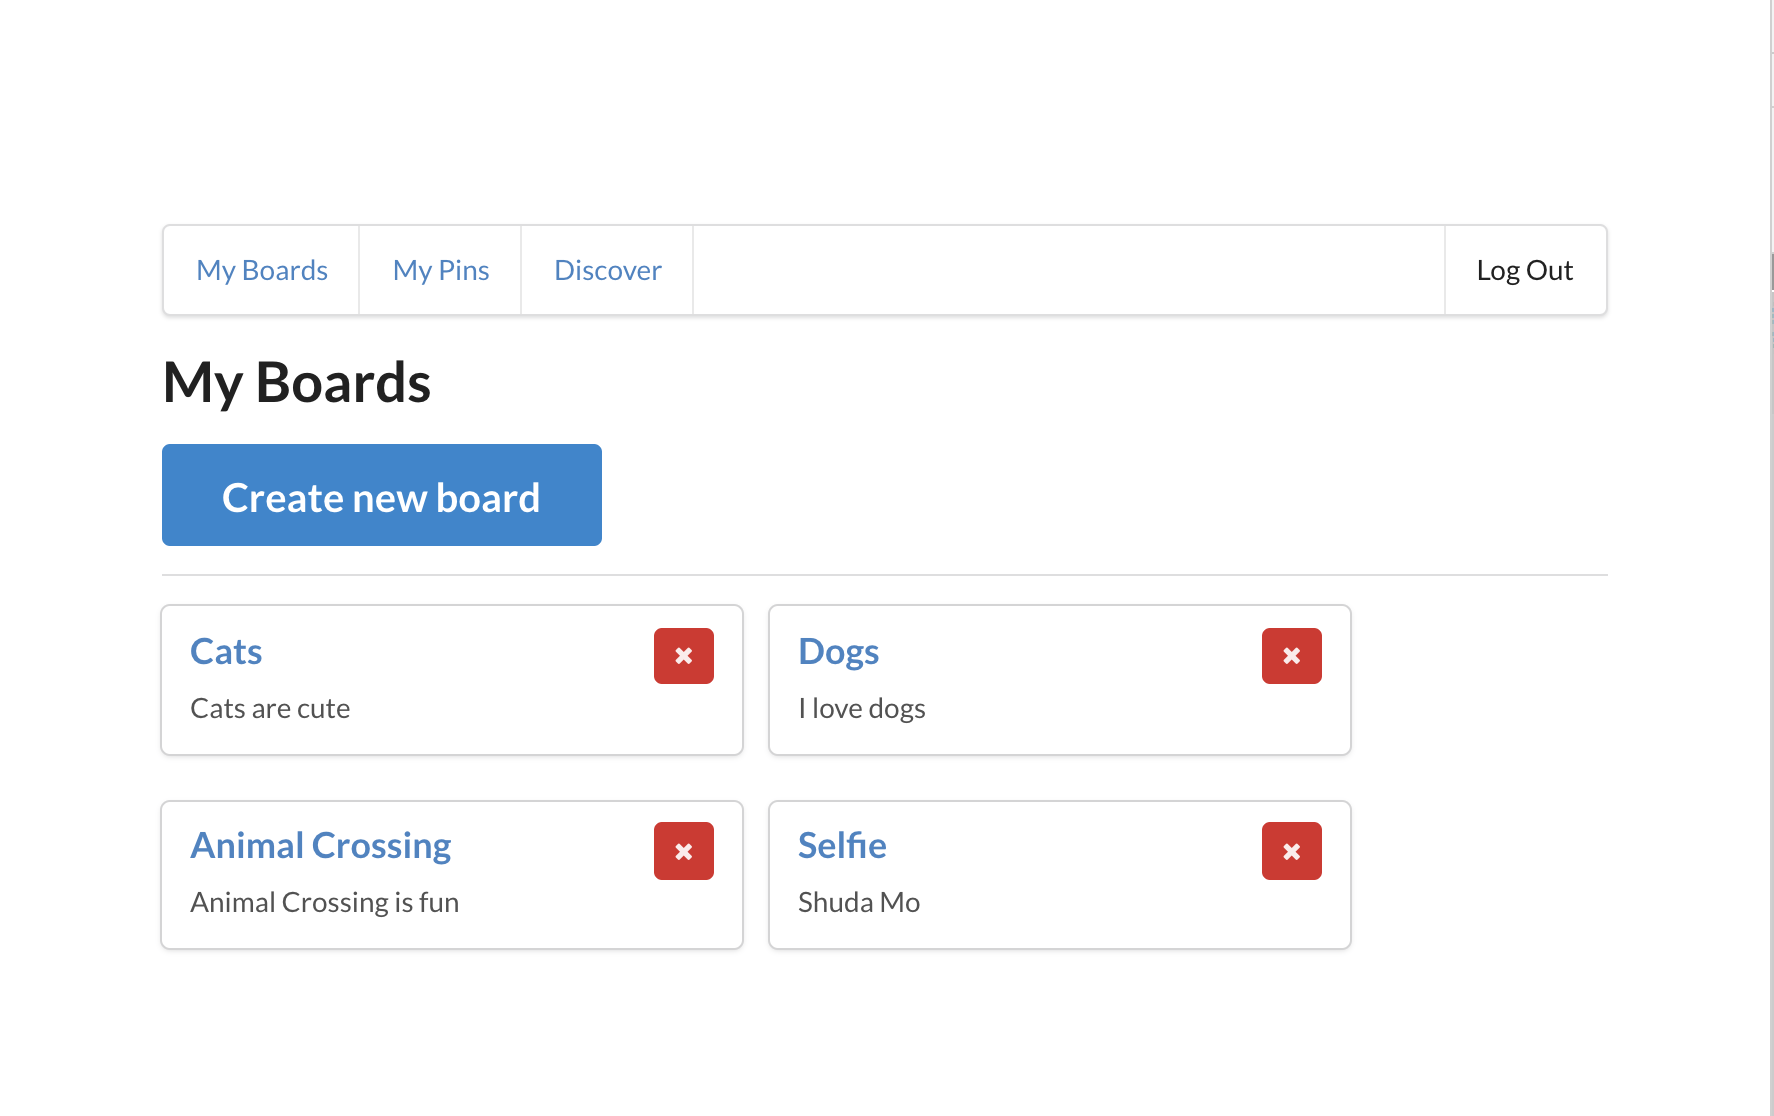 My Boards
My Pins
Discover
Log Out
My Boards
Create new board
Cats
Cats are cute
Dogs
I love dogs
Animal Crossing
Animal Crossing is fun
Selfie
Shuda Mo